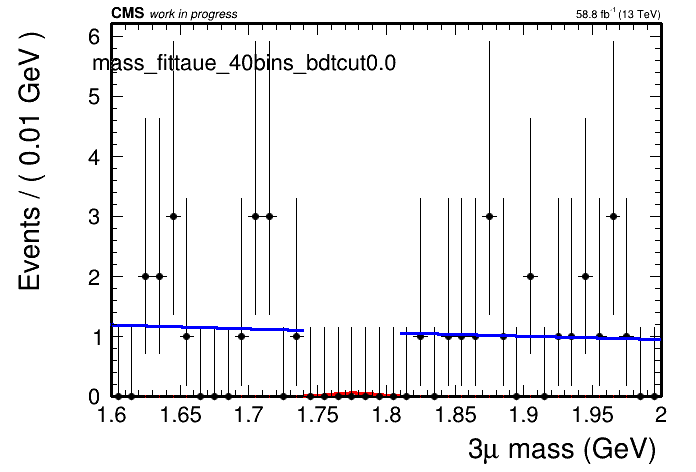 CMS work in progress
58.8 fb-1 (13 TeV)
mass_fittaue_40bins_bdtcut0.0
Events / ( 0.01 GeV )
6
5
4
3
2
1
0
1.6 1.65 1.7 1.75 1.8 1.85 1.9 1.95 2
3μ mass (GeV)